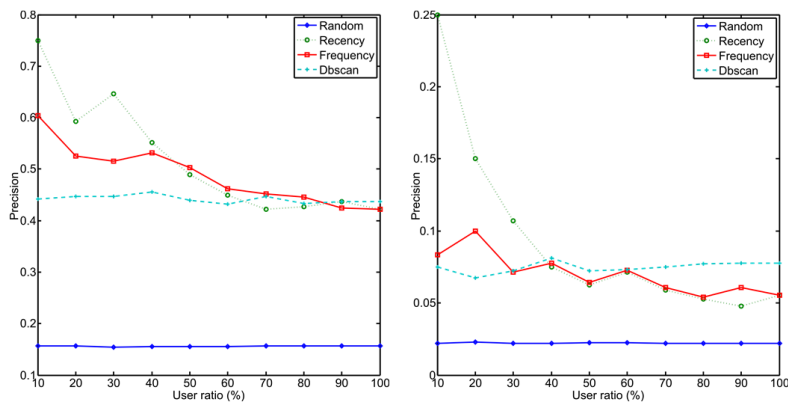 0.8
0.7
0.6
0.5
0.4
0.3
0.2
0.1
Precision
10 20 30 40 50 60 70 80 90 100
User ratio (%)
Random
Recency
Frequency
Dbscan
0.25
0.2
0.15
0.1
0.05
0
Precision
10 20 30 40 50 60 70 80 90 100
User ratio (%)
Random
Recency
Frequency
Dbscan